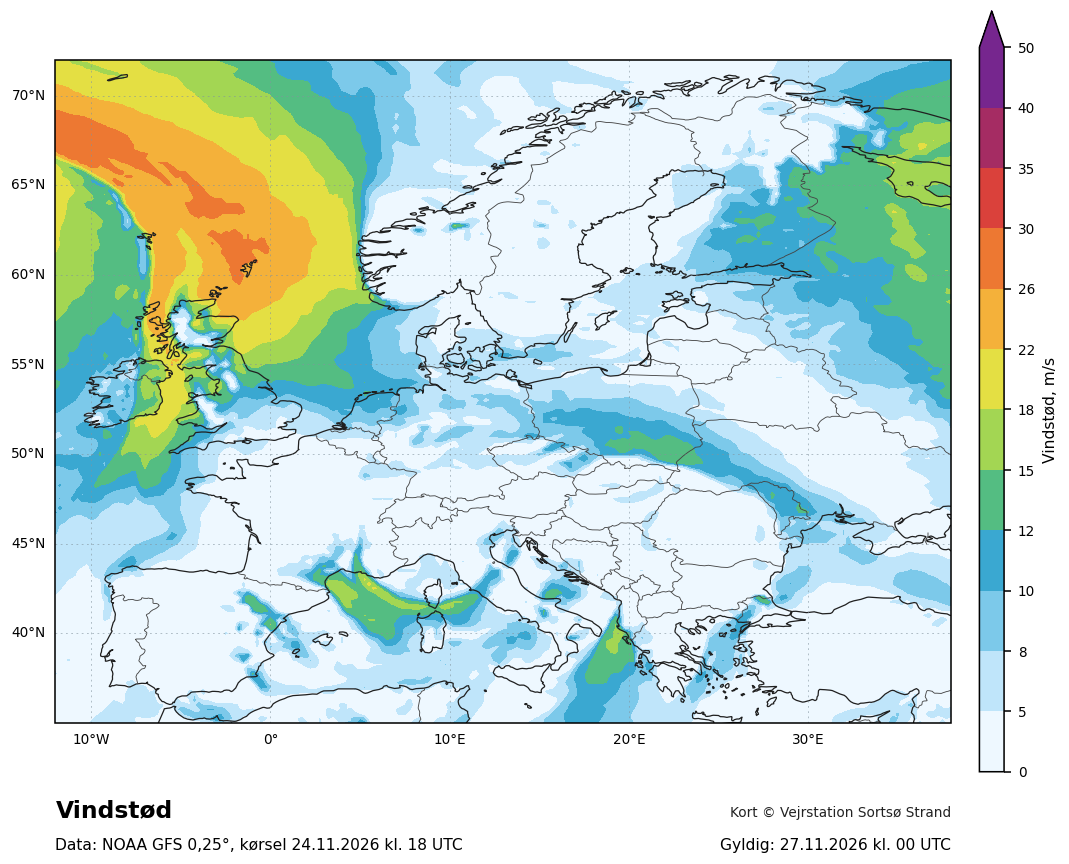 50
40
35
30
26
22
18
15
12
10
8
5
0
Vindstød, m/s
70°N
65°N
60°N
55°N
50°N
45°N
40°N
10°W
0°
10°E
20°E
30°E
Vindstød
Kort © Vejrstation Sortsø Strand
Data: NOAA GFS 0,25°, kørsel 24.11.2026 kl. 18 UTC
Gyldig: 27.11.2026 kl. 00 UTC